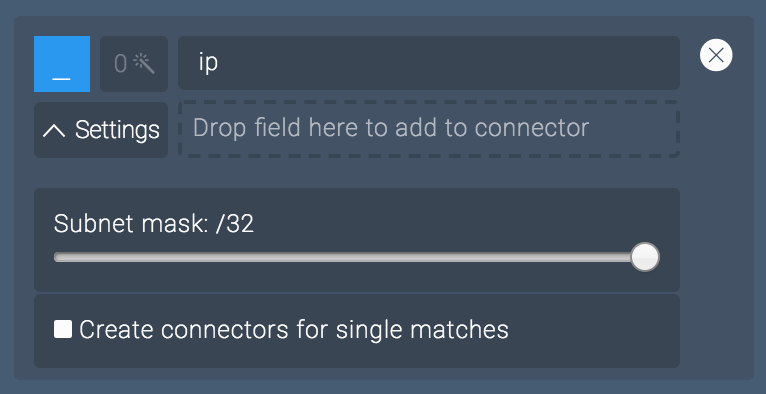 _
0
ip
Settings
Drop field here to add to connector
Subnet mask: /32
Create connectors for single matches